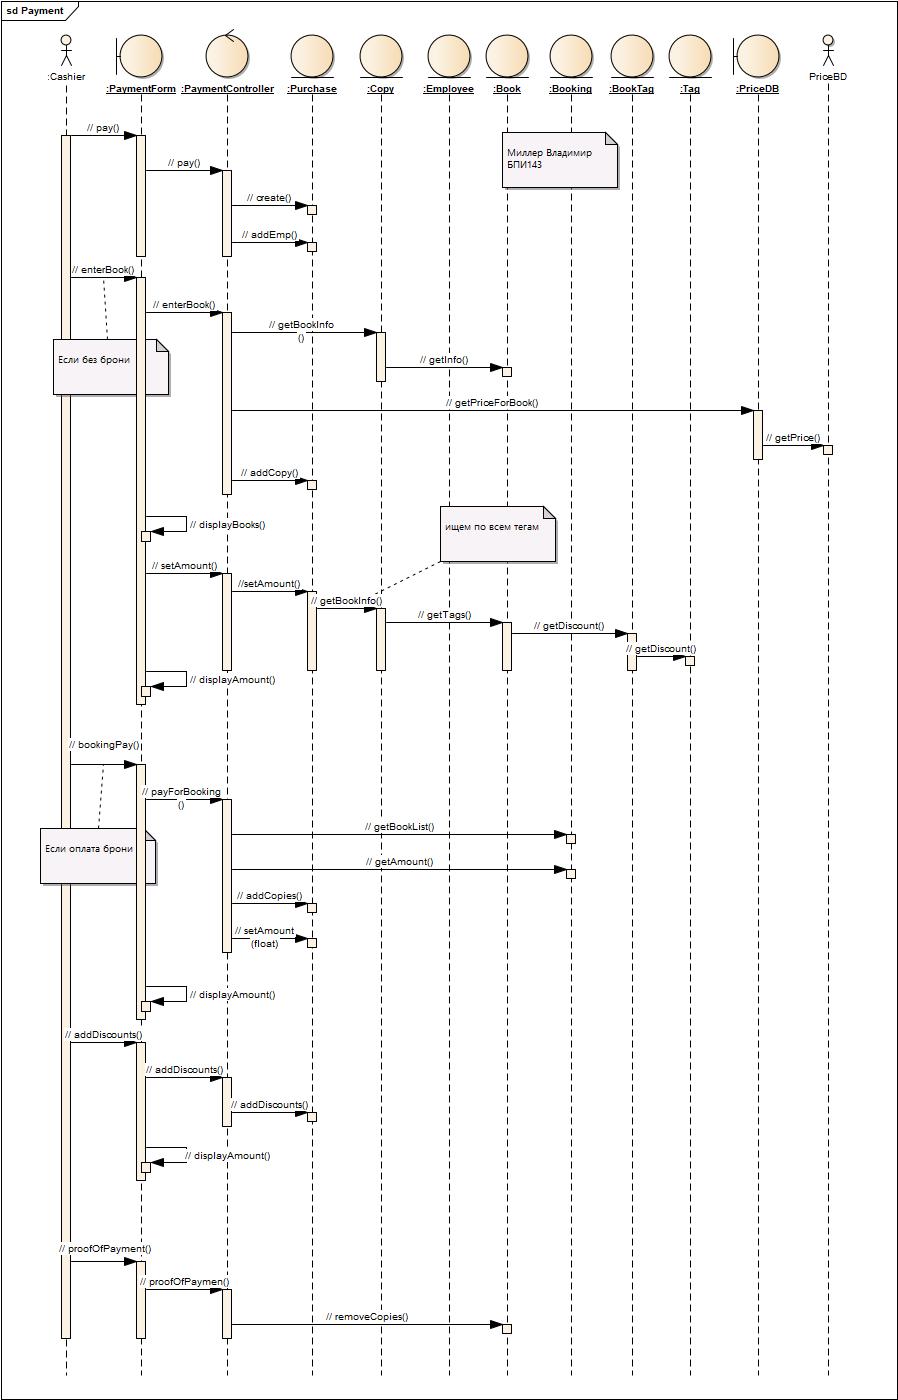 sd Payment
:Cashier
:PaymentForm
:PaymentController
:Purchase
:Copy
:Employee
:Book
:Booking
:BookTag
:Tag
:PriceDB
PriceBD
// pay()
Миллер Владимир
БПИ143
// pay()
// create()
// addEmp()
// enterBook()
// enterBook()
// getBookInfo
()
Если без брони
// getInfo()
// getPriceForBook()
// getPrice()
// addCopy()
// displayBooks()
ищем по всем тегам
// setAmount()
//setAmount()
// getBookInfo()
// getTags()
// getDiscount()
// getDiscount()
// displayAmount()
// bookingPay()
// payForBooking
()
// getBookList()
Если оплата брони
// getAmount()
// addCopies()
// setAmount
(float)
// displayAmount()
// addDiscounts()
// addDiscounts()
// addDiscounts()
// displayAmount()
// proofOfPayment()
// proofOfPaymen()
// removeCopies()